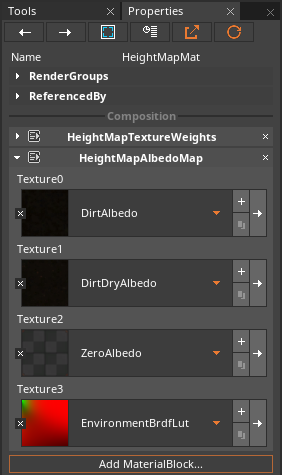 Tools Properties
Name HeightMapMat
RenderGroups
ReferencedBy
Composition
HeightMapTextureWeights
HeightMapAlbedoMap
Texture0
DirtAlbedo
Texture1
DirtDryAlbedo
Texture2
ZeroAlbedo
Texture3
EnvironmentBrdfLut
Add MaterialBlock...